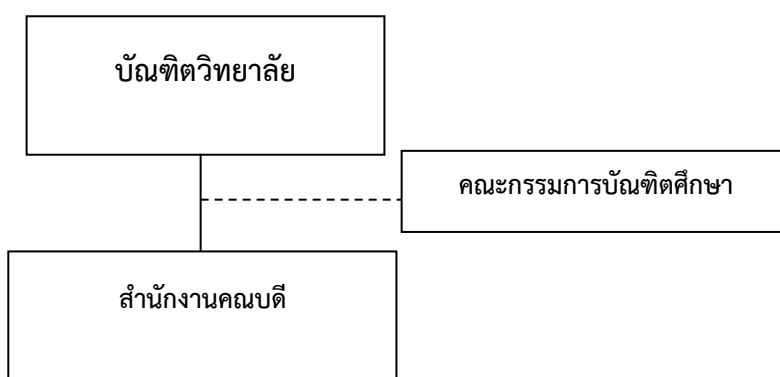 บัณฑิตวิทยาลัย
คณะกรรมการบัณฑิตศึกษา
สำนักงานคณบดี